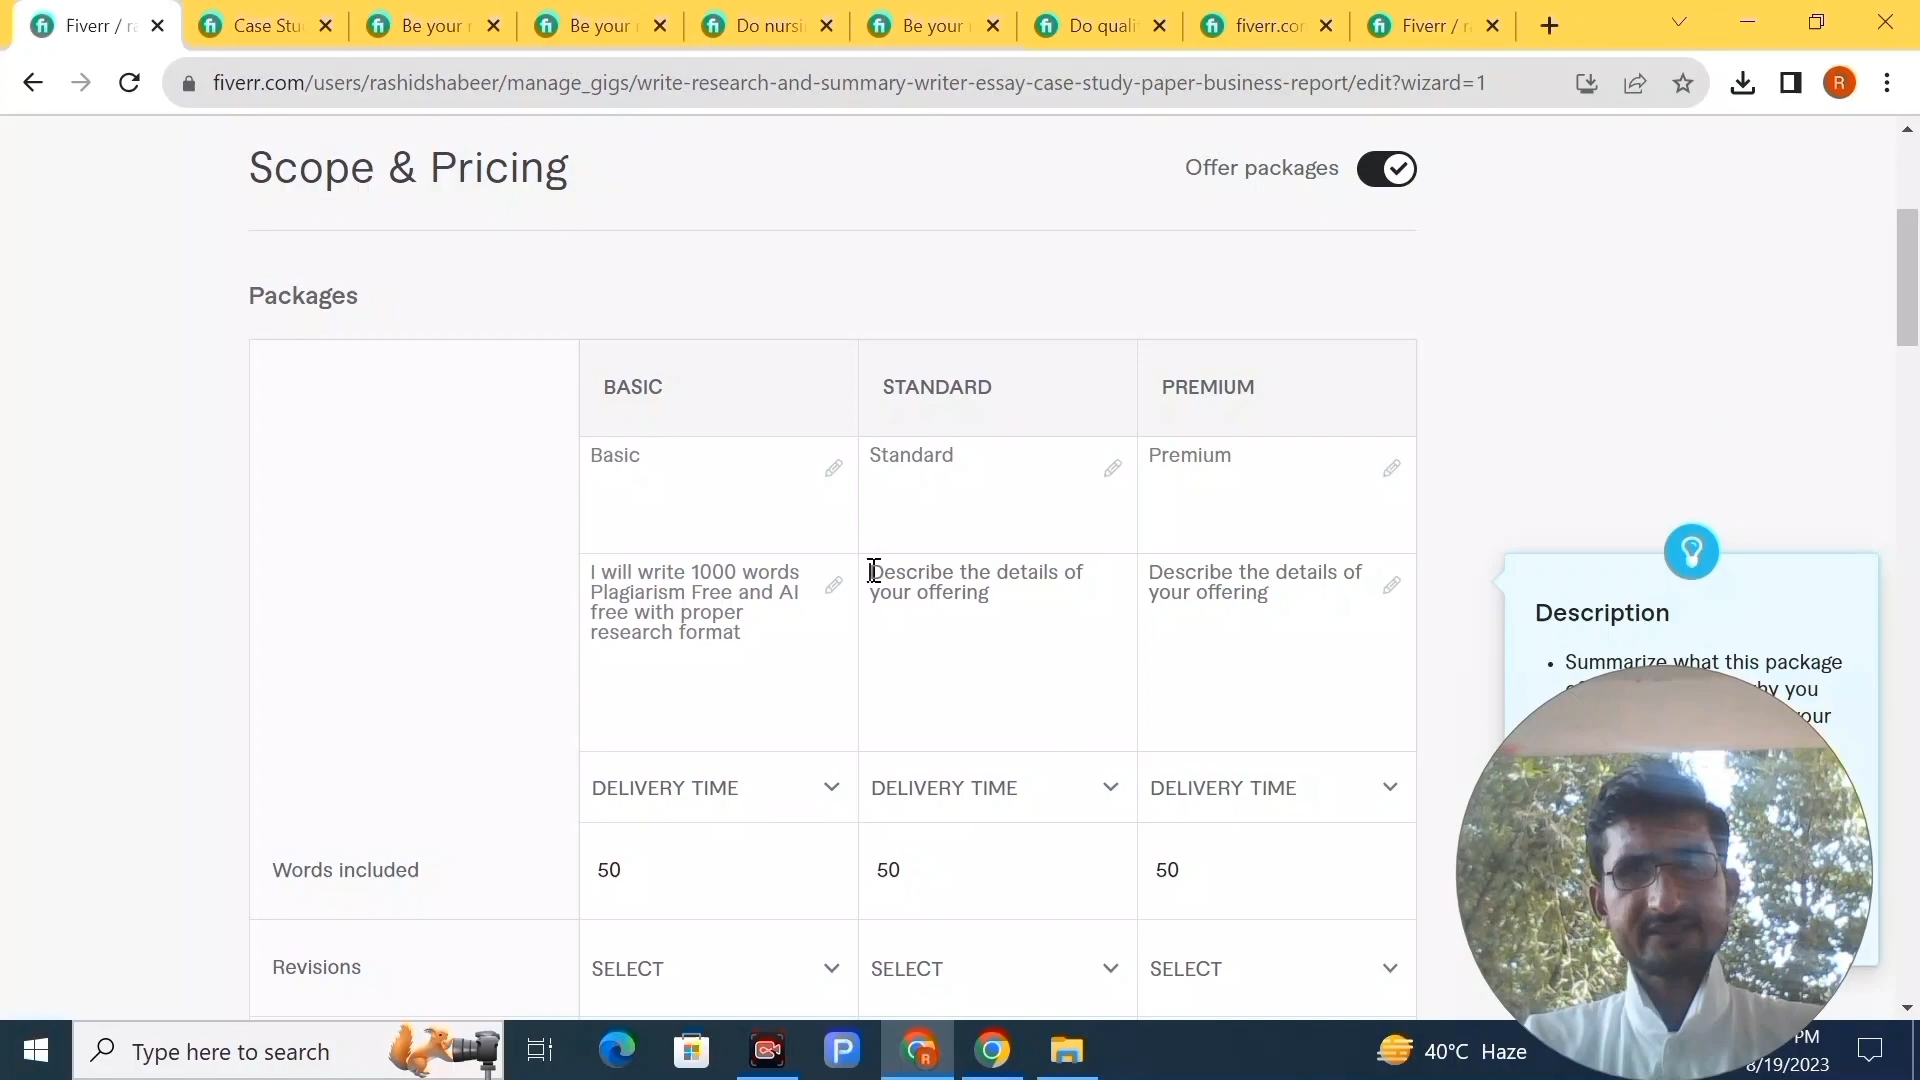 Fiverr / ra
Case Stu
Be your r
Be your
Do nursi
Be your
Do quali
fiverr.co
Fiverr / r
fiverr.com/users/rashidshabeer/manage_gigs/write-research-and-summary-writer-essay-case-study-paper-business-report/edit?wizard=1
R
Scope & Pricing
Offer packages
Packages
BASIC
STANDARD
PREMIUM
Basic
Standard
Premium
I will write 1000 words
Plagiarism Free and AI
free with proper
research format
Describe the details of
your offering
Describe the details of
your offering
DELIVERY TIME
DELIVERY TIME
DELIVERY TIME
Words included
50
50
50
Revisions
SELECT
SELECT
SELECT
Description
• Summarize what this package
you
your
Type here to search
40°C Haze
PM
8/19/2023